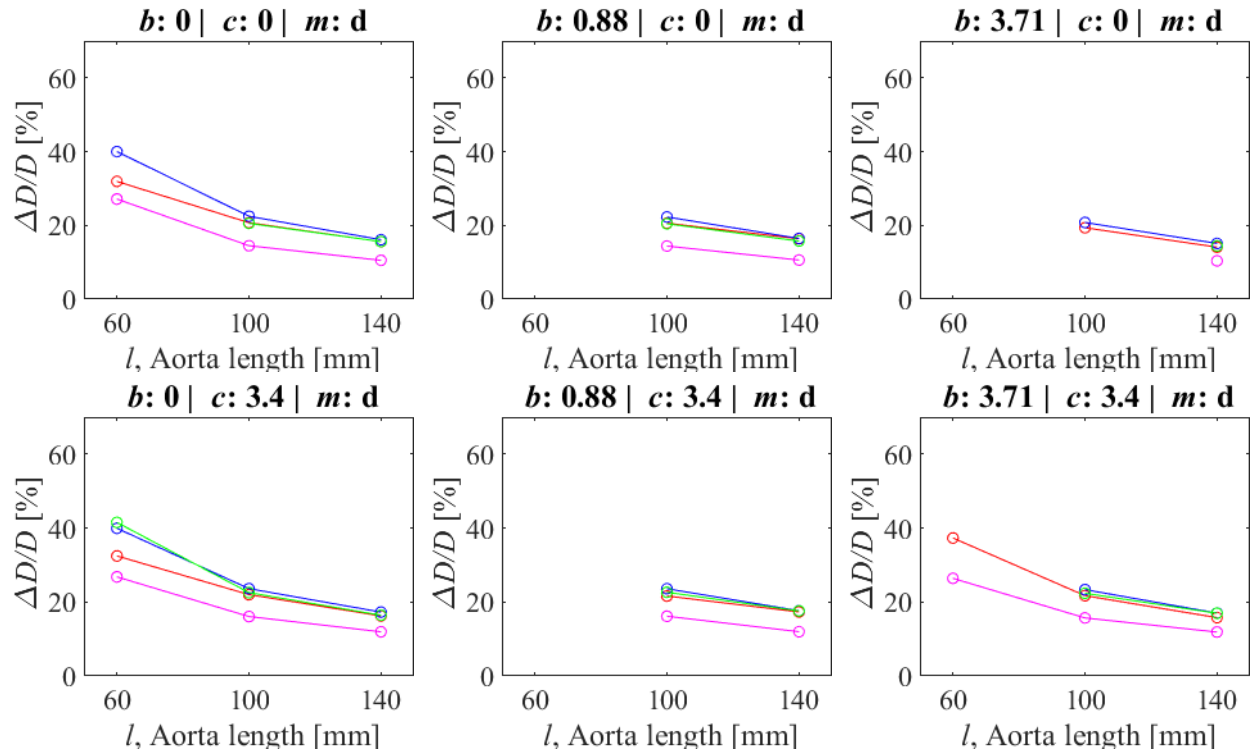 b: 0 | c: 0 | m: d
b: 0.88 | c: 0 | m: d
b: 3.71 | c: 0 | m: d
ΔD/D [%]
60
40
20
0
60 100 140
l, Aorta length [mm]
ΔD/D [%]
60
40
20
0
60 100 140
l, Aorta length [mm]
ΔD/D [%]
60
40
20
0
60 100 140
l, Aorta length [mm]
b: 0 | c: 3.4 | m: d
b: 0.88 | c: 3.4 | m: d
b: 3.71 | c: 3.4 | m: d
ΔD/D [%]
60
40
20
0
60 100 140
l, Aorta length [mm]
ΔD/D [%]
60
40
20
0
60 100 140
l, Aorta length [mm]
ΔD/D [%]
60
40
20
0
60 100 140
l, Aorta length [mm]